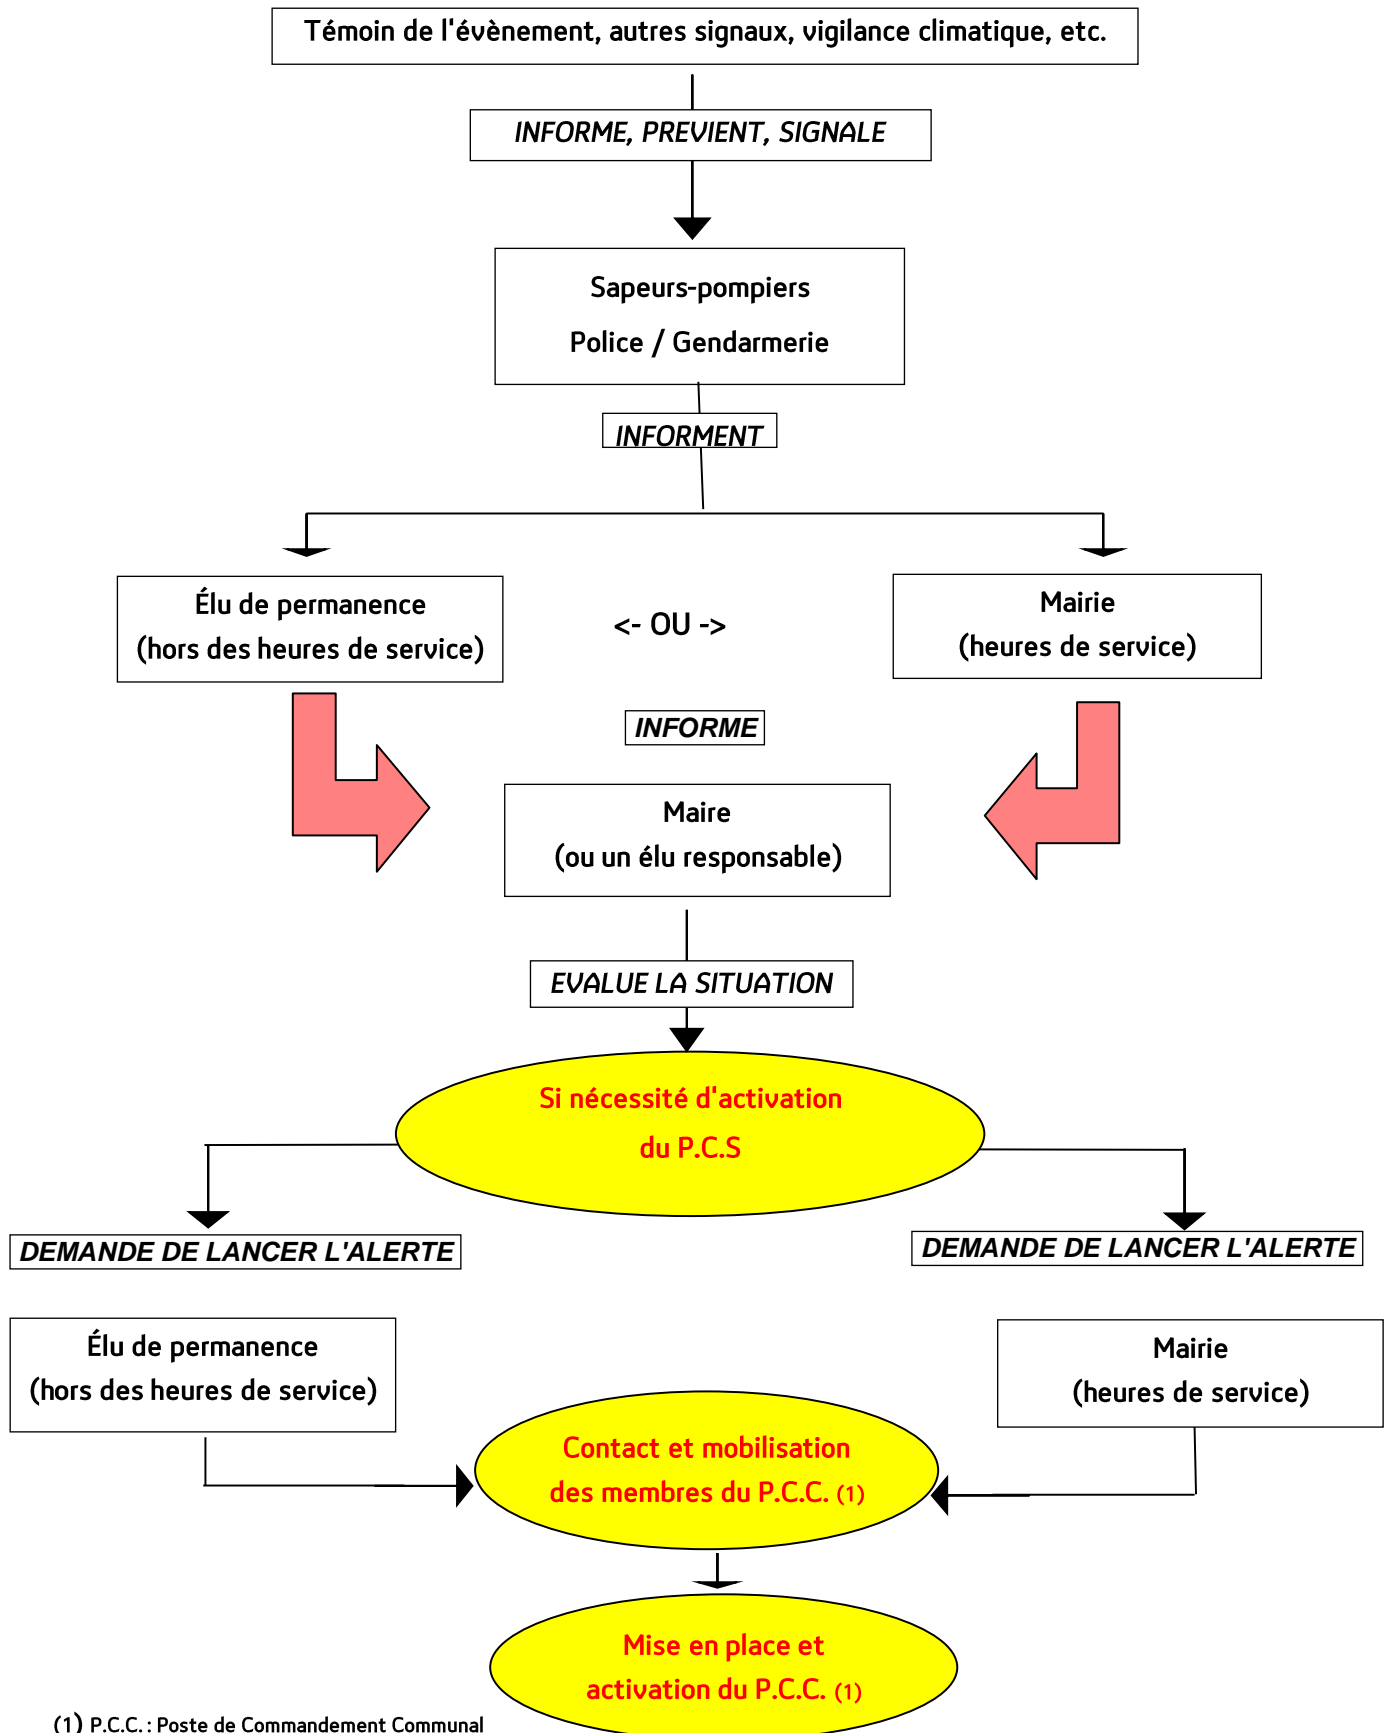 Témoin de l'évènement, autres signaux, vigilance climatique, etc.
INFORME, PREVIENT, SIGNALE
Sapeurs-pompiers
Police / Gendarmerie
INFORMENT
Élu de permanence
(hors des heures de service)
<- OU ->
Mairie
(heures de service)
INFORME
Maire
(ou un élu responsable)
EVALUE LA SITUATION
Si nécessité d'activation
du P.C.S
DEMANDE DE LANCER L'ALERTE
DEMANDE DE LANCER L'ALERTE
Élu de permanence
(hors des heures de service)
Mairie
(heures de service)
Contact et mobilisation
des membres du P.C.C. (1)
Mise en place et
activation du P.C.C. (1)
(1) P.C.C. : Poste de Commandement Communal